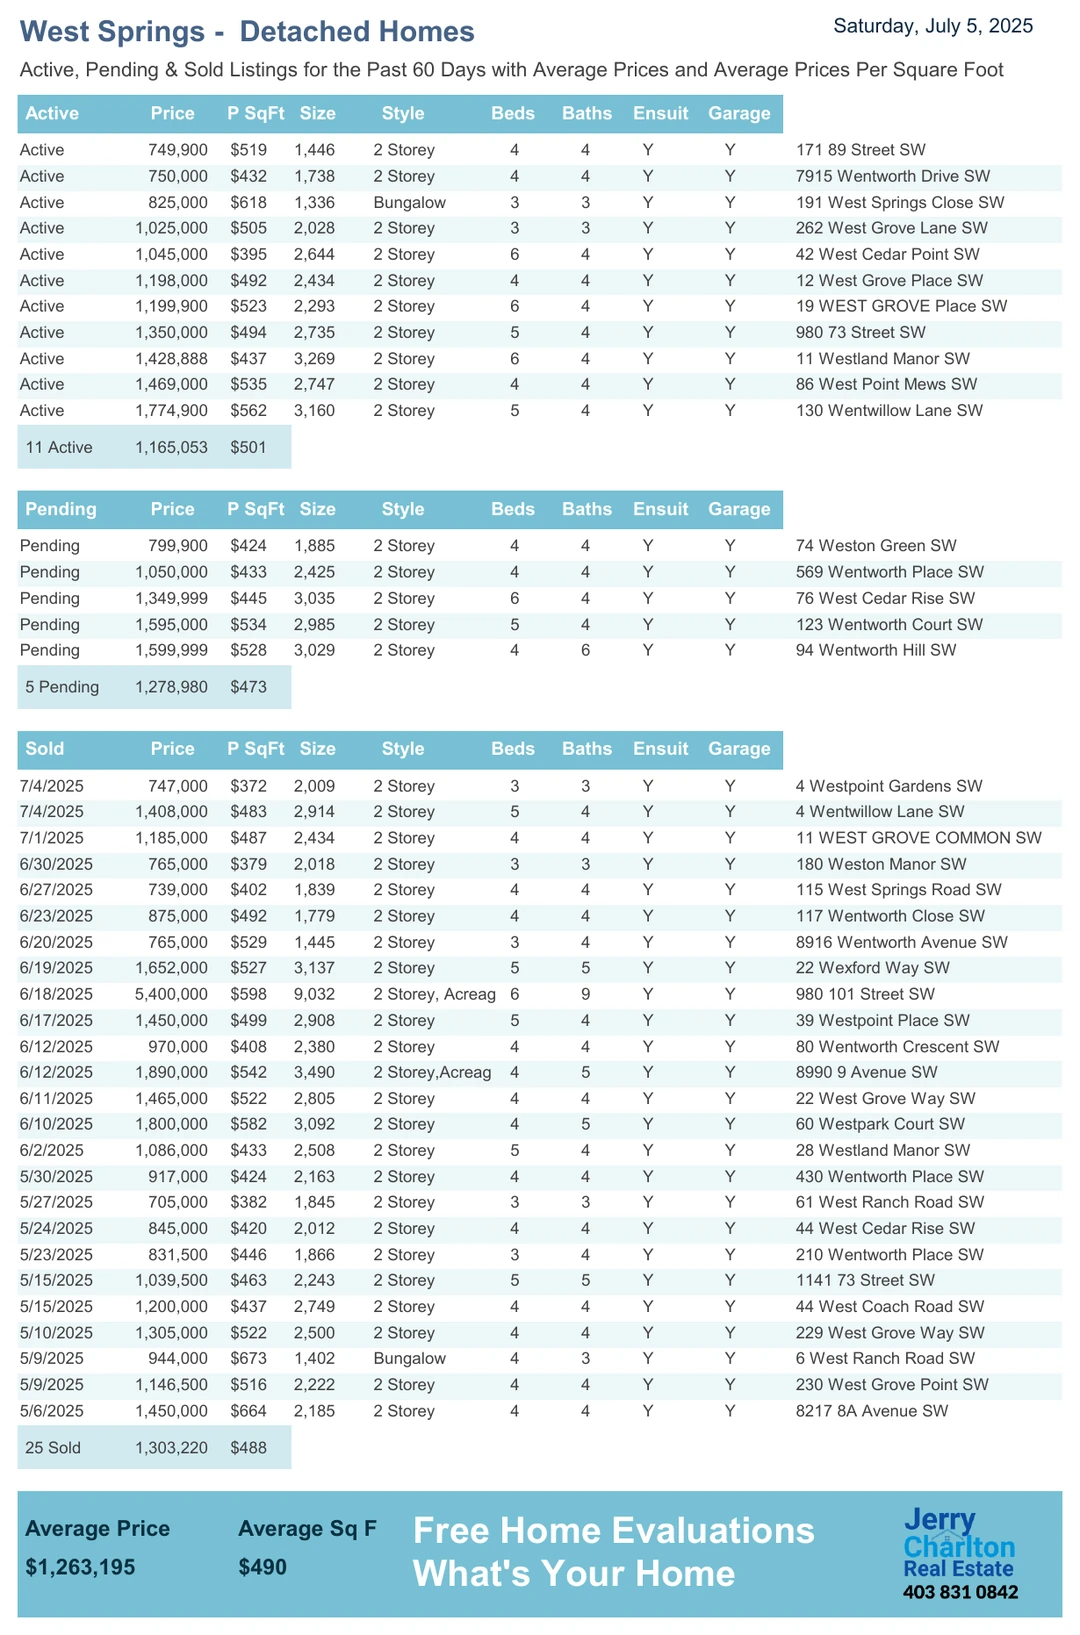 West Springs - Detached Homes
Saturday, July 5, 2025
Active, Pending & Sold Listings for the Past 60 Days with Average Prices and Average Prices Per Square Foot
Active Price P SqFt Size Style Beds Baths Ensuit Garage
Active 749,900 $519 1,446 2 Storey 4 4 Y Y 171 89 Street SW
Active 750,000 $432 1,738 2 Storey 4 4 Y Y 7915 Wentworth Drive SW
Active 825,000 $618 1,336 Bungalow 3 3 Y Y 191 West Springs Close SW
Active 1,025,000 $505 2,028 2 Storey 3 3 Y Y 262 West Grove Lane SW
Active 1,045,000 $395 2,644 2 Storey 6 4 Y Y 42 West Cedar Point SW
Active 1,198,000 $492 2,434 2 Storey 4 4 Y Y 12 West Grove Place SW
Active 1,199,900 $523 2,293 2 Storey 6 4 Y Y 19 WEST GROVE Place SW
Active 1,350,000 $494 2,735 2 Storey 5 4 Y Y 980 73 Street SW
Active 1,428,888 $437 3,269 2 Storey 6 4 Y Y 11 Westland Manor SW
Active 1,469,000 $535 2,747 2 Storey 4 4 Y Y 86 West Point Mews SW
Active 1,774,900 $562 3,160 2 Storey 5 4 Y Y 130 Wentwillow Lane SW
11 Active 1,165,053 $501
Pending Price P SqFt Size Style Beds Baths Ensuit Garage
Pending 799,900 $424 1,885 2 Storey 4 4 Y Y 74 Weston Green SW
Pending 1,050,000 $433 2,425 2 Storey 4 4 Y Y 569 Wentworth Place SW
Pending 1,349,999 $445 3,035 2 Storey 6 4 Y Y 76 West Cedar Rise SW
Pending 1,595,000 $534 2,985 2 Storey 5 4 Y Y 123 Wentworth Court SW
Pending 1,599,999 $528 3,029 2 Storey 4 6 Y Y 94 Wentworth Hill SW
5 Pending 1,278,980 $473
Sold Price P SqFt Size Style Beds Baths Ensuit Garage
7/4/2025 747,000 $372 2,009 2 Storey 3 3 Y Y 4 Westpoint Gardens SW
7/4/2025 1,408,000 $483 2,914 2 Storey 5 4 Y Y 4 Wentwillow Lane SW
7/1/2025 1,185,000 $487 2,434 2 Storey 4 4 Y Y 11 WEST GROVE COMMON SW
6/30/2025 765,000 $379 2,018 2 Storey 3 3 Y Y 180 Weston Manor SW
6/27/2025 739,000 $402 1,839 2 Storey 4 4 Y Y 115 West Springs Road SW
6/23/2025 875,000 $492 1,779 2 Storey 4 4 Y Y 117 Wentworth Close SW
6/20/2025 765,000 $529 1,445 2 Storey 3 4 Y Y 8916 Wentworth Avenue SW
6/19/2025 1,652,000 $527 3,137 2 Storey 5 5 Y Y 22 Wexford Way SW
6/18/2025 5,400,000 $598 9,032 2 Storey, Acreag 6 9 Y Y 980 101 Street SW
6/17/2025 1,450,000 $499 2,908 2 Storey 5 4 Y Y 39 Westpoint Place SW
6/12/2025 970,000 $408 2,380 2 Storey 4 4 Y Y 80 Wentworth Crescent SW
6/12/2025 1,890,000 $542 3,490 2 Storey,Acreag 4 5 Y Y 8990 9 Avenue SW
6/11/2025 1,465,000 $522 2,805 2 Storey 4 4 Y Y 22 West Grove Way SW
6/10/2025 1,800,000 $582 3,092 2 Storey 4 5 Y Y 60 Westpark Court SW
6/2/2025 1,086,000 $433 2,508 2 Storey 5 4 Y Y 28 Westland Manor SW
5/30/2025 917,000 $424 2,163 2 Storey 4 4 Y Y 430 Wentworth Place SW
5/27/2025 705,000 $382 1,845 2 Storey 3 3 Y Y 61 West Ranch Road SW
5/24/2025 845,000 $420 2,012 2 Storey 4 4 Y Y 44 West Cedar Rise SW
5/23/2025 831,500 $446 1,866 2 Storey 3 4 Y Y 210 Wentworth Place SW
5/15/2025 1,039,500 $463 2,243 2 Storey 5 5 Y Y 1141 73 Street SW
5/15/2025 1,200,000 $437 2,749 2 Storey 4 4 Y Y 44 West Coach Road SW
5/10/2025 1,305,000 $522 2,500 2 Storey 4 4 Y Y 229 West Grove Way SW
5/9/2025 944,000 $673 1,402 Bungalow 4 3 Y Y 6 West Ranch Road SW
5/9/2025 1,146,500 $516 2,222 2 Storey 4 4 Y Y 230 West Grove Point SW
5/6/2025 1,450,000 $664 2,185 2 Storey 4 4 Y Y 8217 8A Avenue SW
25 Sold 1,303,220 $488
Average Price Average Sq F
$1,263,195 $490
Free Home Evaluations
What's Your Home
Jerry
Charlton
Real Estate
403 831 0842